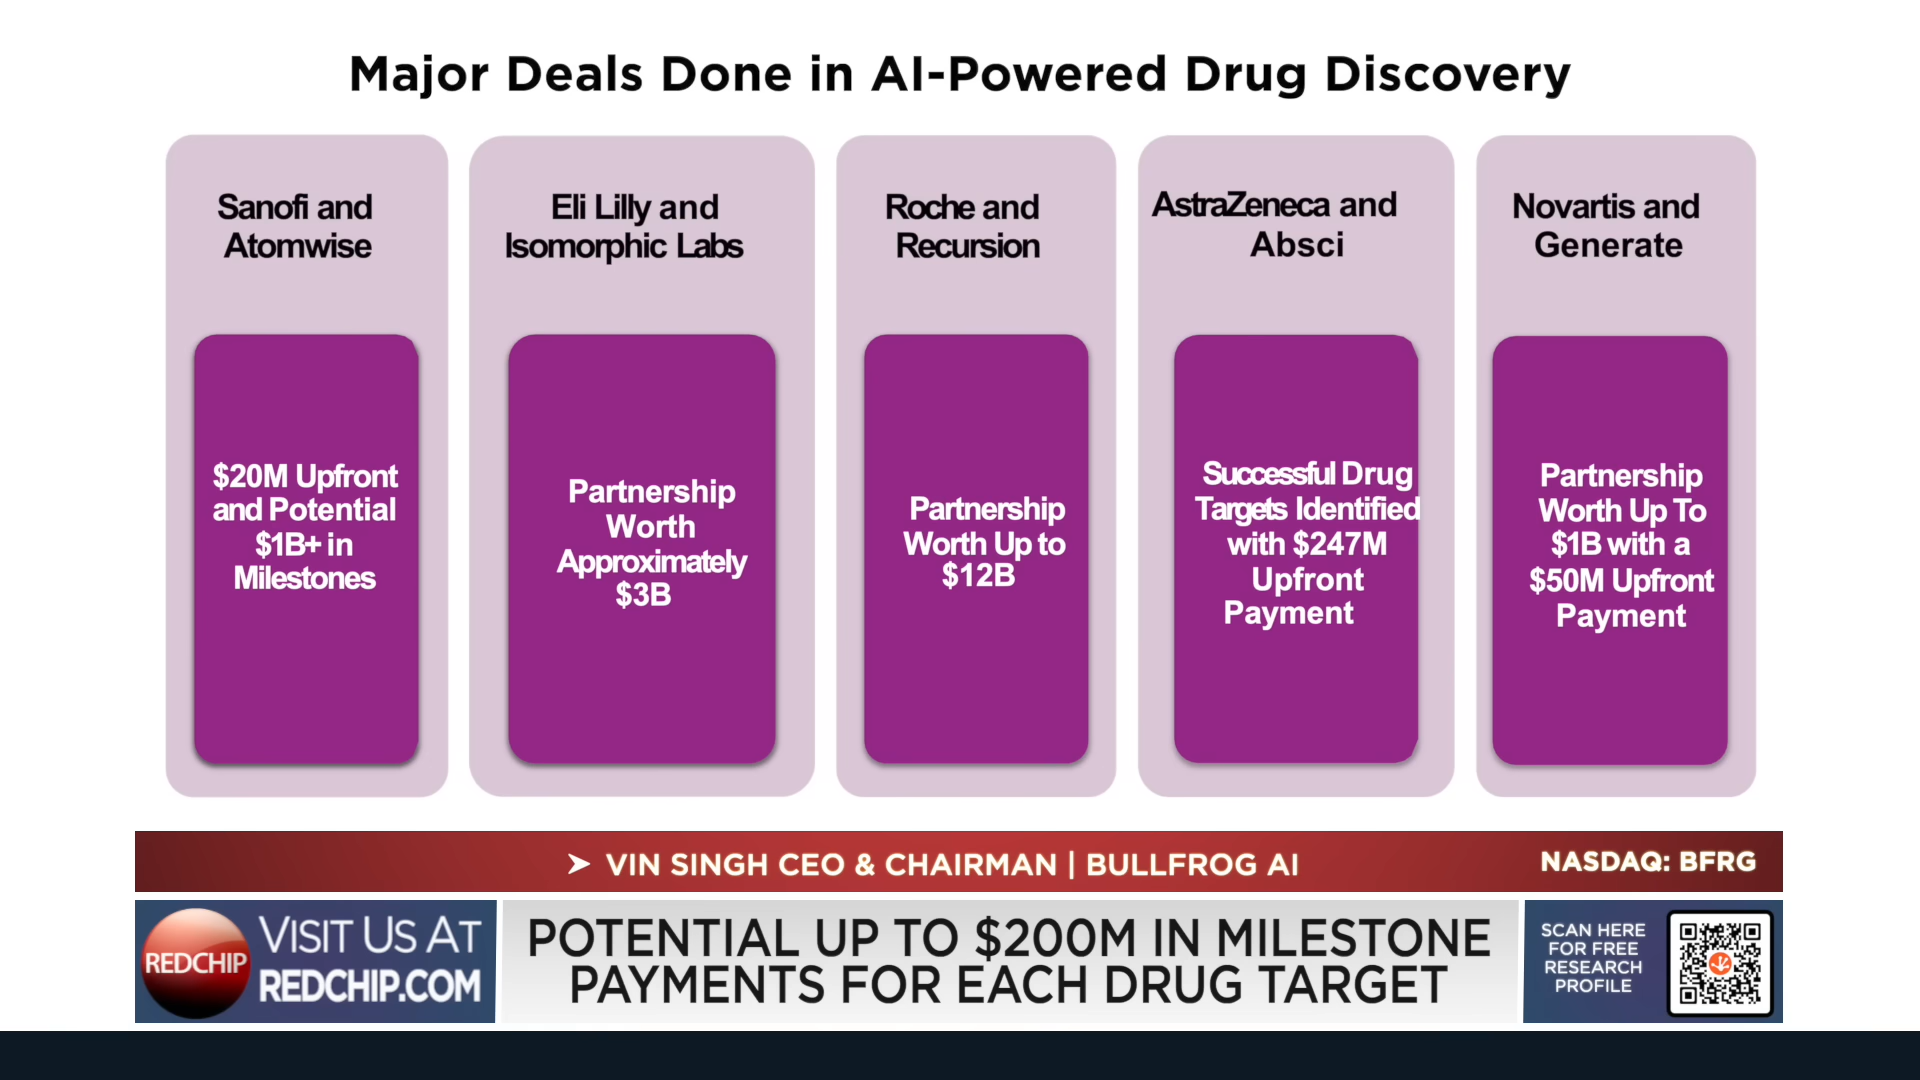 Major Deals Done in AI-Powered Drug Discovery
Sanofi and
Atomwise
$20M Upfront
and Potential
$1B+ in
Milestones
Eli Lilly and
Isomorphic Labs
Partnership
Worth
Approximately
$3B
Roche and
Recursion
Partnership
Worth Up to
$12B
AstraZeneca and
Absci
Successful Drug
Targets Identified
with $247M
Upfront
Payment
Novartis and
Generate
Partnership
Worth Up To
$1B with a
$50M Upfront
Payment
➤ VIN SINGH CEO & CHAIRMAN | BULLFROG AI
NASDAQ: BFRG
REDCHIP
VISIT US AT
REDCHIP.COM
POTENTIAL UP TO $200M IN MILESTONE
PAYMENTS FOR EACH DRUG TARGET
SCAN HERE
FOR FREE
RESEARCH
PROFILE